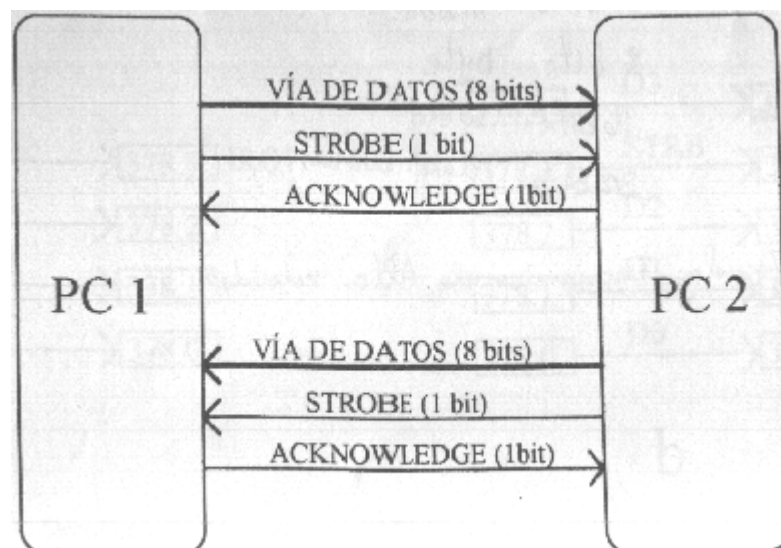 VÍA DE DATOS (8 bits)
STROBE (1 bit)
ACKNOWLEDGE (1bit)
PC 1
PC 2
VÍA DE DATOS (8 bits)
STROBE (1 bit)
ACKNOWLEDGE (1bit)